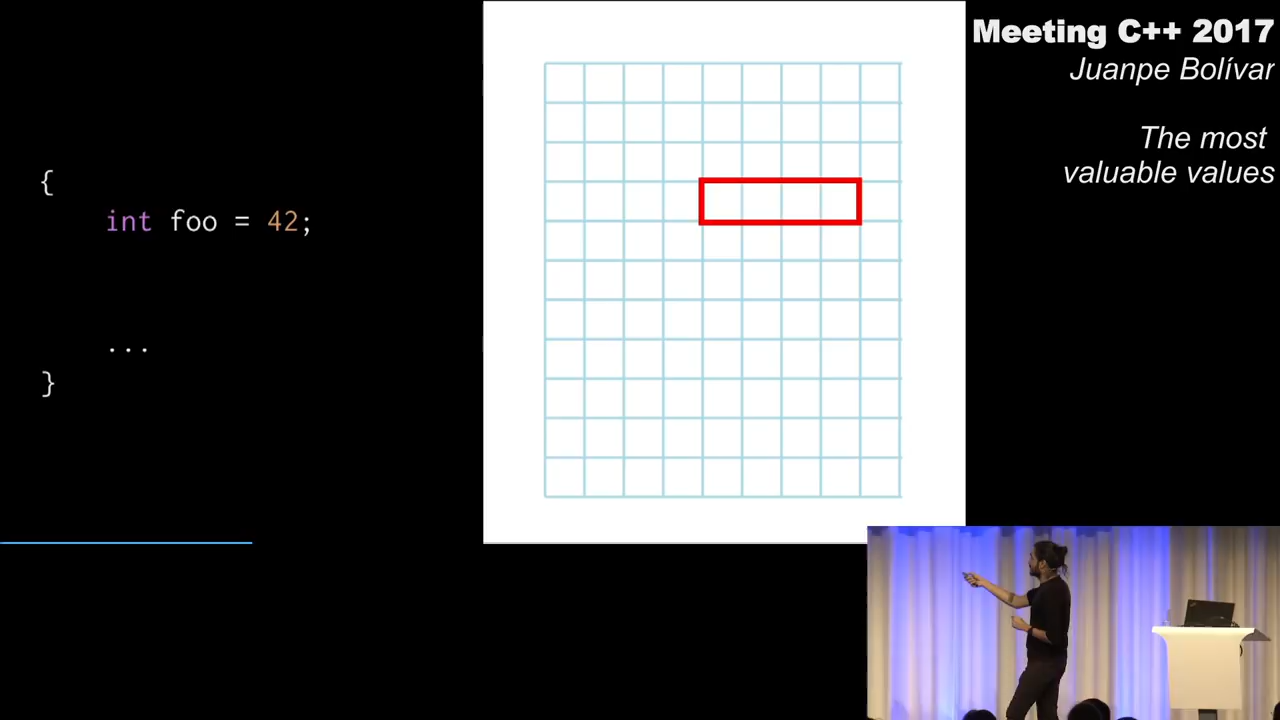 {
int foo = 42;
...
}
Meeting C++ 2017
Juanpe Bolívar
The most
valuable values